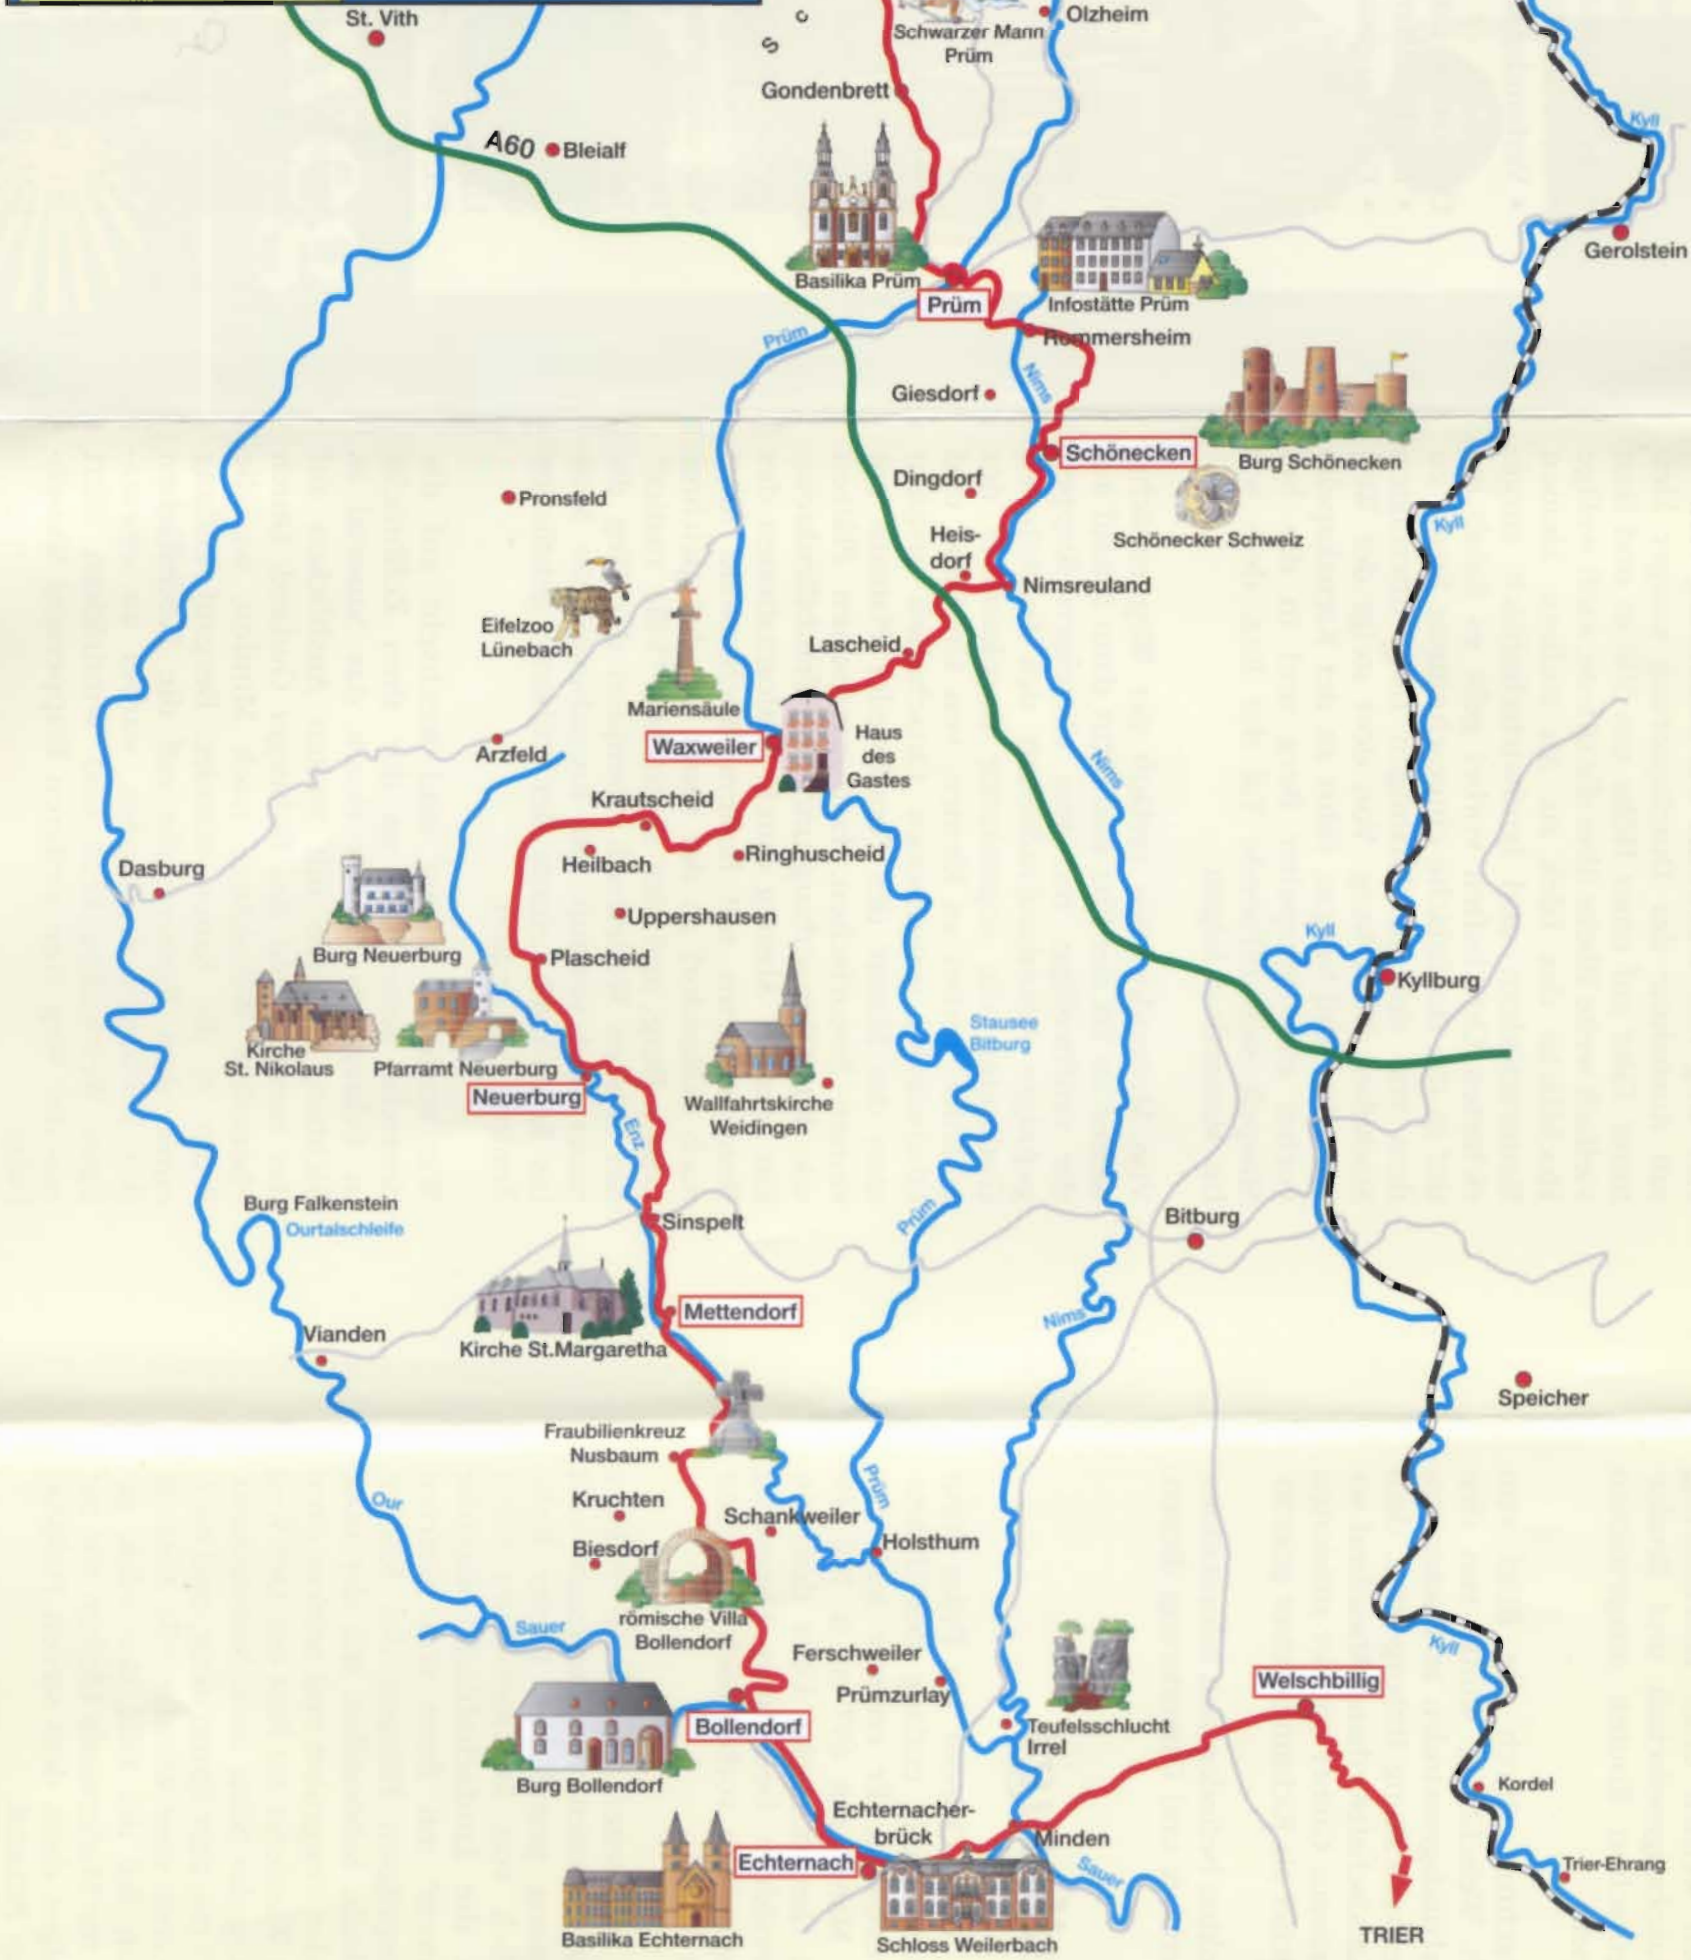 St. Vith
s c
Schwarzer Mann
Prüm
Olzheim
Gondenbrett
Kyll
A60
Bleialf
Gerolstein
Basilika Prüm
Infostätte Prüm
Prüm
Prüm
Rommersheim
Nims
Giesdorf
Schönecken
Burg Schönecken
Dingdorf
Pronsfeld
Kyll
Schönecker Schweiz
Heis-
dorf
Nimsreuland
Eifelzoo
Lünebach
Lascheid
Mariensäule
Waxweiler
Haus
des
Gastes
Arzfeld
Nims
Krautscheid
Heilbach
Ringhuscheid
Dasburg
Uppershausen
Burg Neuerburg
Plascheid
Kyll
Kyllburg
Stausee
Bitburg
Kirche
St. Nikolaus
Pfarramt Neuerburg
Neuerburg
Wallfahrtskirche
Weidingen
Enz
Burg Falkenstein
Ourtalschleife
Sinspelt
Prüm
Bitburg
Mettendorf
Nims
Vianden
Kirche St.Margaretha
Speicher
Fraubilienkreuz
Nusbaum
Prüm
Our
Kruchten
Schankweiler
Biesdorf
Holsthum
römische Villa
Bollendorf
Sauer
Kyll
Ferschweiler
Prümzurlay
Welschbillig
Bollendorf
Teufelsschlucht
Irrel
Burg Bollendorf
Kordel
Echternacher-
brück
Minden
Echternach
Sauer
Trier-Ehrang
Basilika Echternach
Schloss Weilerbach
TRIER